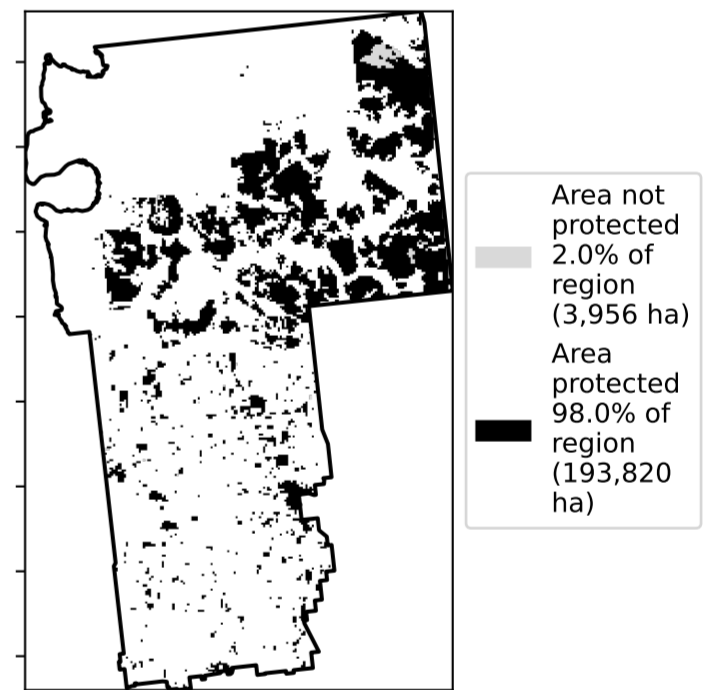 Area not
protected
2.0% of
region
(3,956 ha)
Area
protected
98.0% of
region
(193,820
ha)